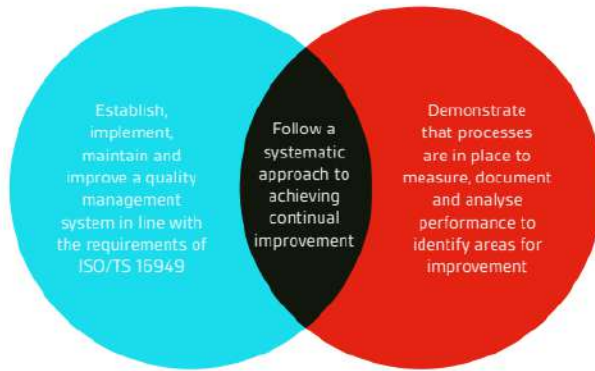 Establish,
implement,
maintain and
improve a quality
management
system in line with
the requirements of
ISO/TS 16949
Follow a
systematic
approach to
achieving
continual
improvement
Demonstrate
that processes
are in place to
measure, document
and analyse
performance to
identify areas for
improvement